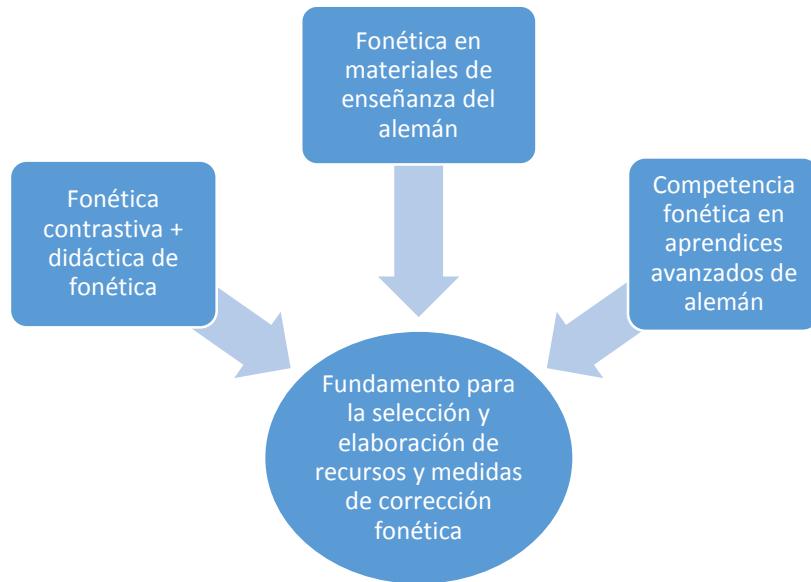 Fonética en
materiales de
enseñanza del
alemán
Fonética
contrastiva +
didáctica de
fonética
Competencia
fonética en
aprendices
avanzados de
alemán
Fundamento para
la selección y
elaboración de
recursos y medidas
de corrección
fonética